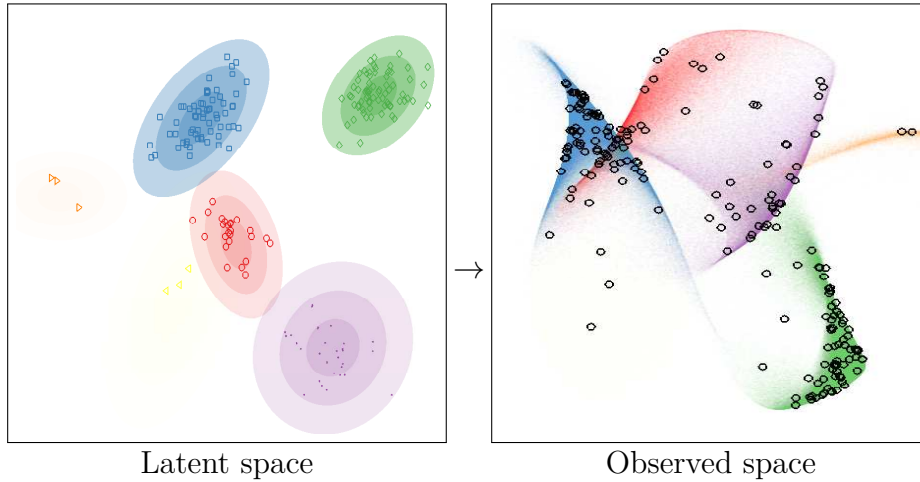 Latent space
→
Observed space